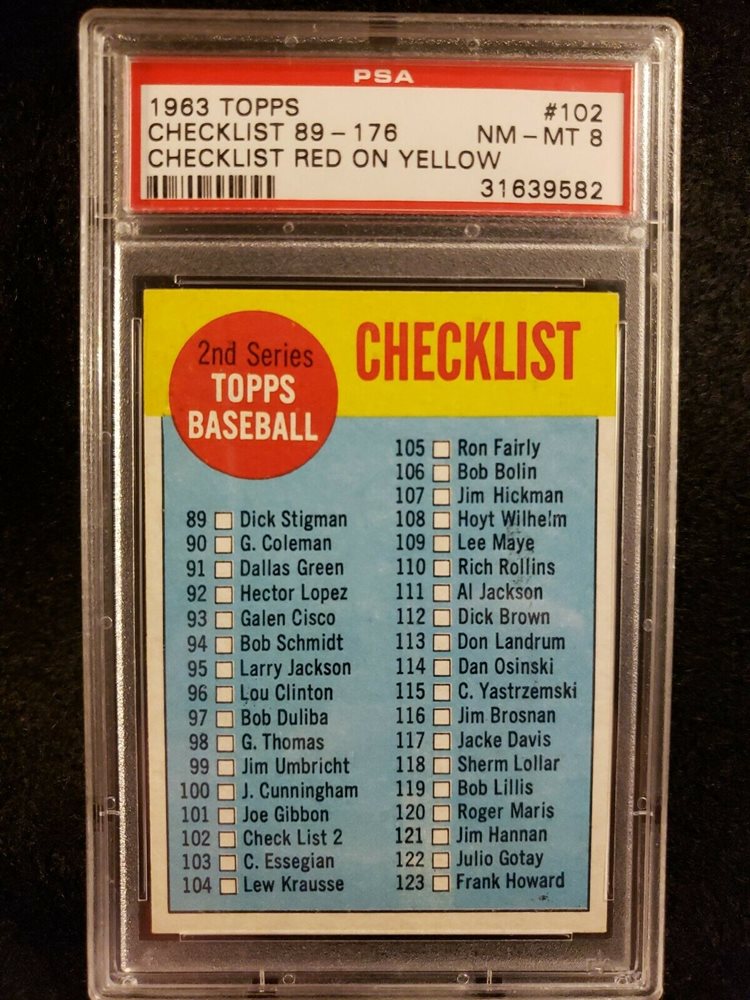 PSA
1963 TOPPS #102
CHECKLIST 89-176 NM-MT 8
CHECKLIST RED ON YELLOW
31639582
2nd Series
TOPPS
BASEBALL
CHECKLIST
89 Dick Stigman
90 G. Coleman
91 Dallas Green
92 Hector Lopez
93 Galen Cisco
94 Bob Schmidt
95 Larry Jackson
96 Lou Clinton
97 Bob Duliba
98 G. Thomas
99 Jim Umbricht
100 J. Cunningham
101 Joe Gibbon
102 Check List 2
103 C. Essegian
104 Lew Krausse
105 Ron Fairly
106 Bob Bolin
107 Jim Hickman
108 Hoyt Wilhelm
109 Lee Maye
110 Rich Rollins
111 Al Jackson
112 Dick Brown
113 Don Landrum
114 Dan Osinski
115 C. Yastrzemski
116 Jim Brosnan
117 Jacke Davis
118 Sherm Lollar
119 Bob Lillis
120 Roger Maris
121 Jim Hannan
122 Julio Gotay
123 Frank Howard